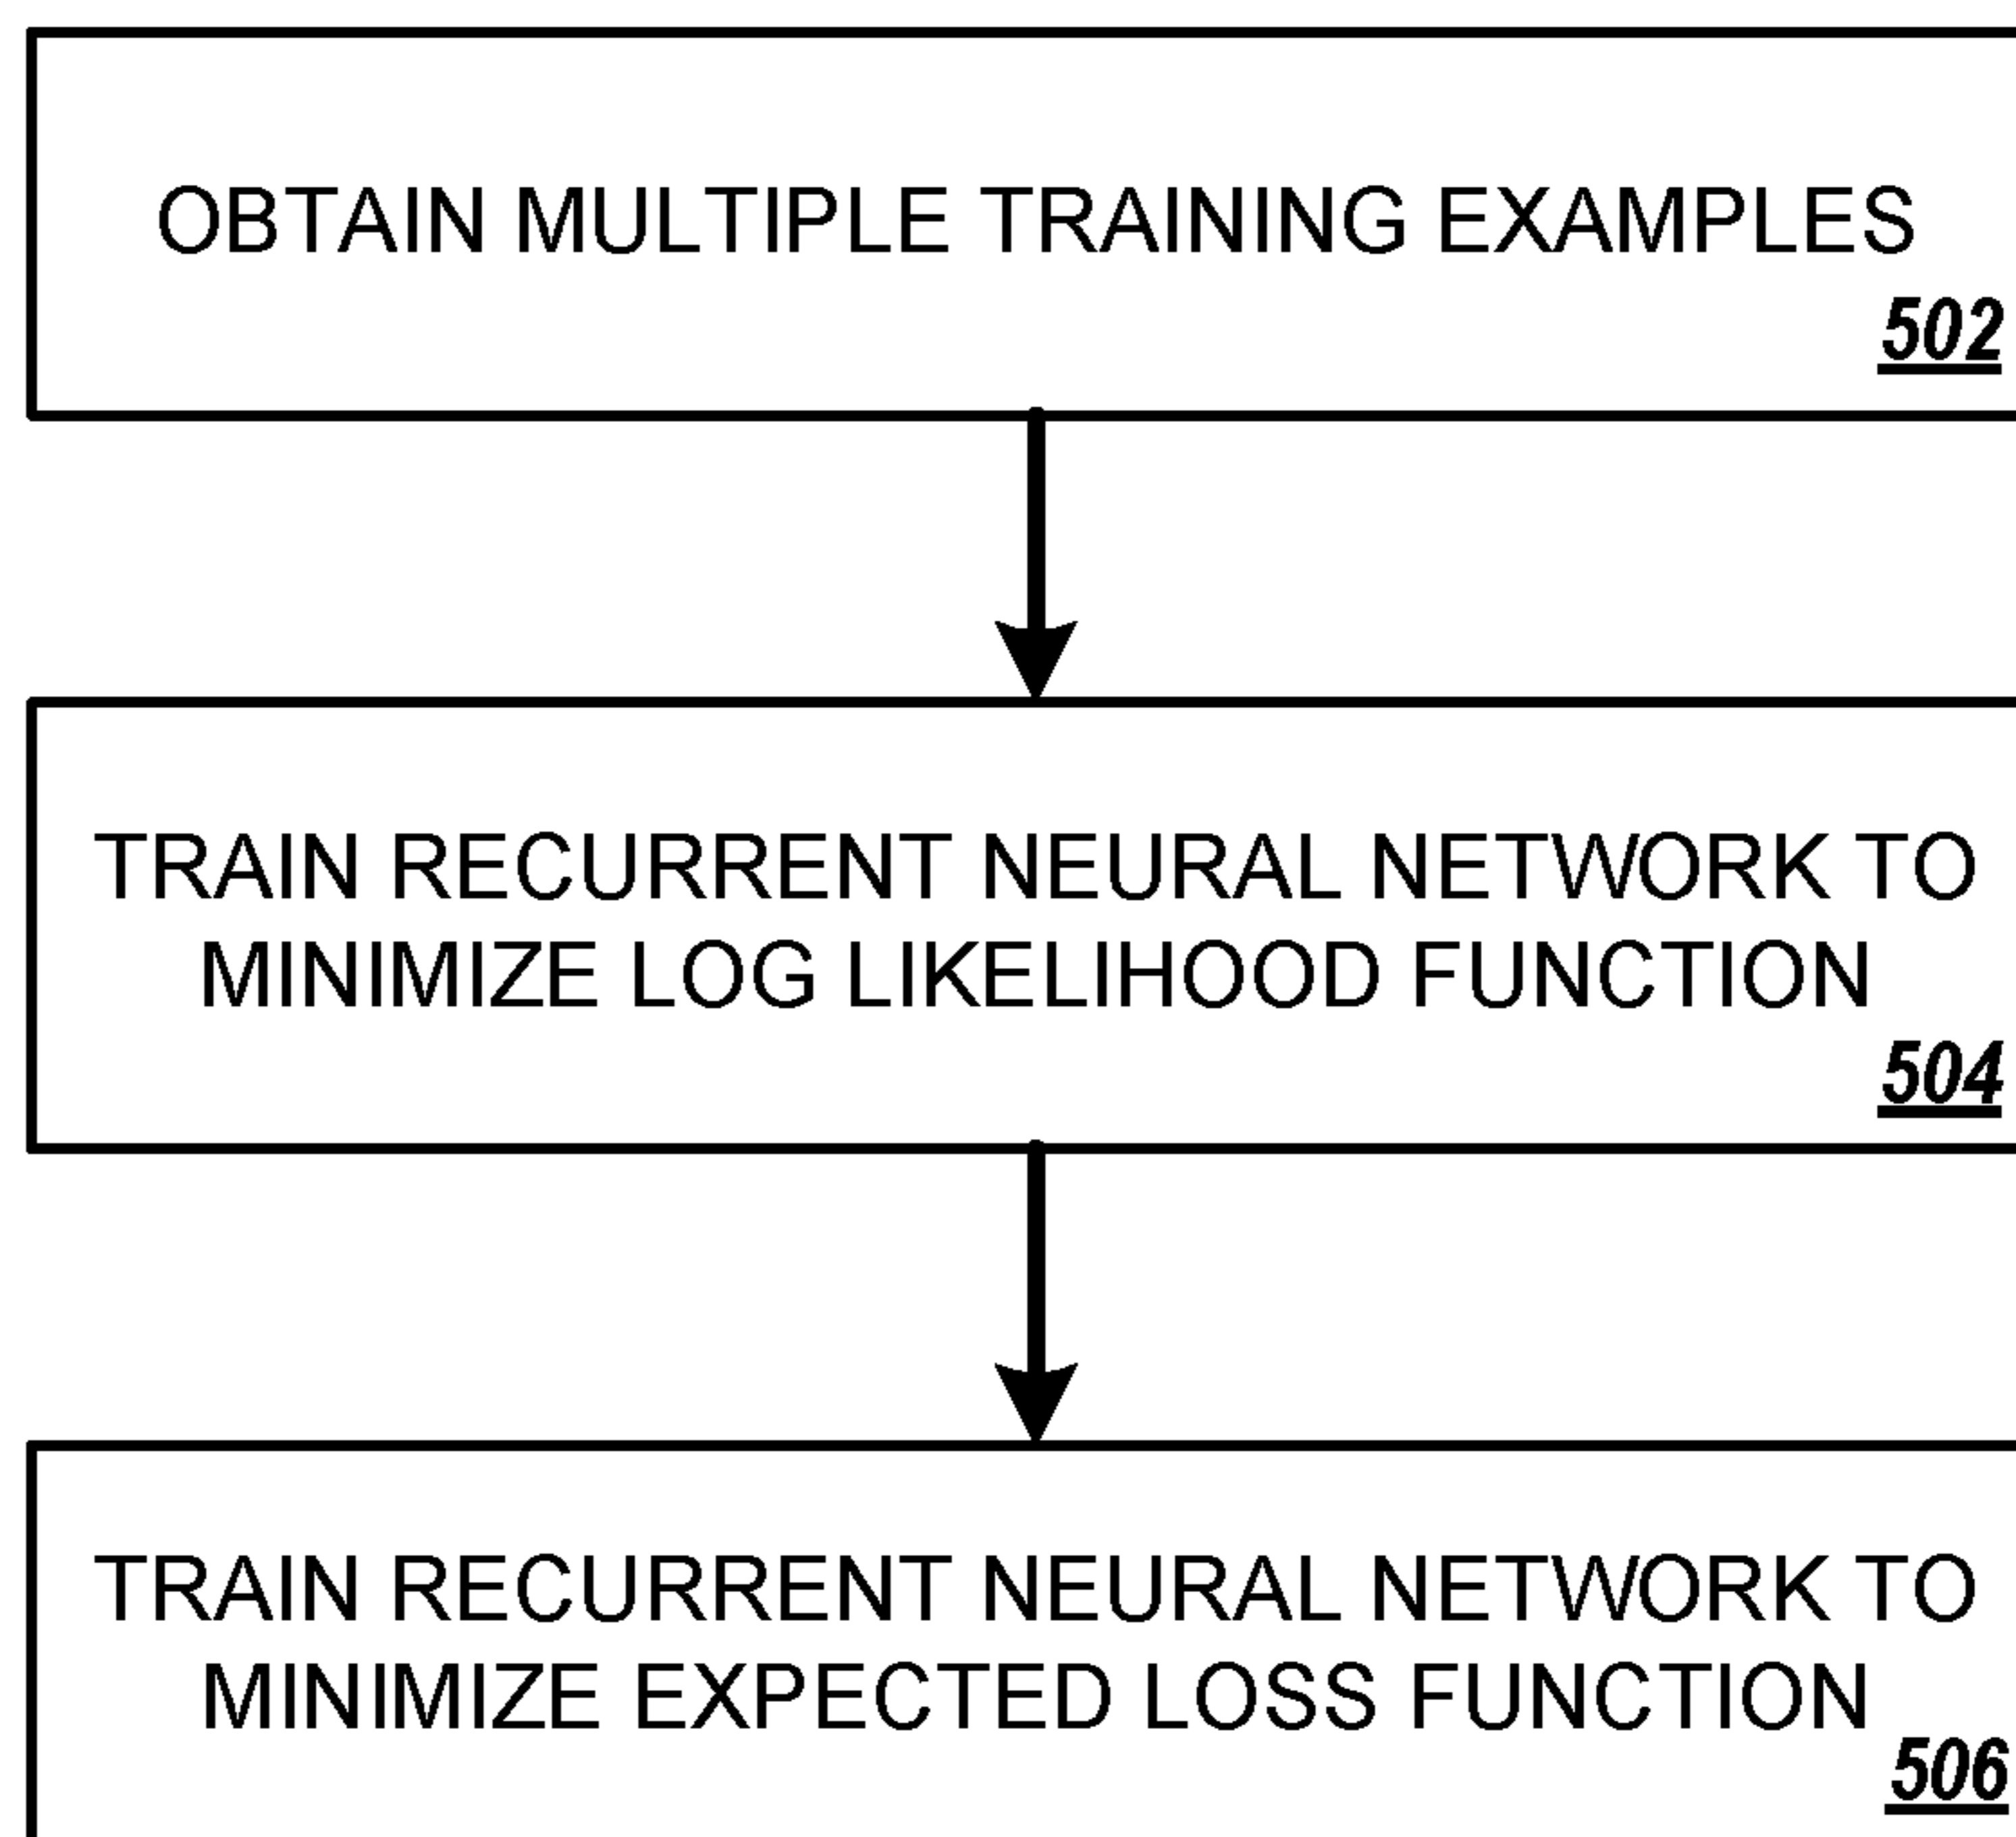 OBTAIN MULTIPLE TRAINING EXAMPLES
502
TRAIN RECURRENT NEURAL NETWORK TO
MINIMIZE LOG LIKELIHOOD FUNCTION
504
TRAIN RECURRENT NEURAL NETWORK TO
MINIMIZE EXPECTED LOSS FUNCTION
506